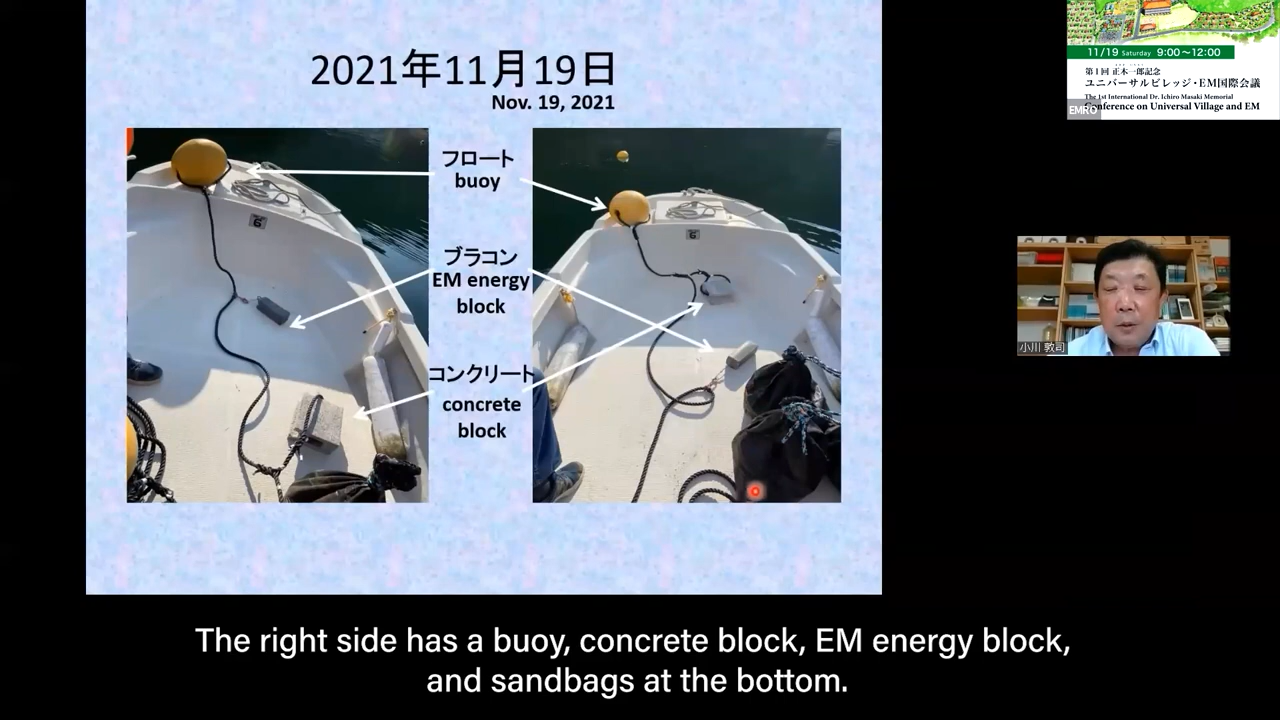 2021年11月19日
Nov. 19, 2021
フロート
buoy
ブラコン
EM energy
block
コンクリート
concrete
block
6
6
11/19 Saturday 9:00～12:00
第1回 正木一郎記念
ユニバーサルビレッジ・EM国際会議
The 1st International Dr. Ichiro Masaki Memorial
Conference on Universal Village and EM
EMRO
小川 敦司
The right side has a buoy, concrete block, EM energy block,
and sandbags at the bottom.